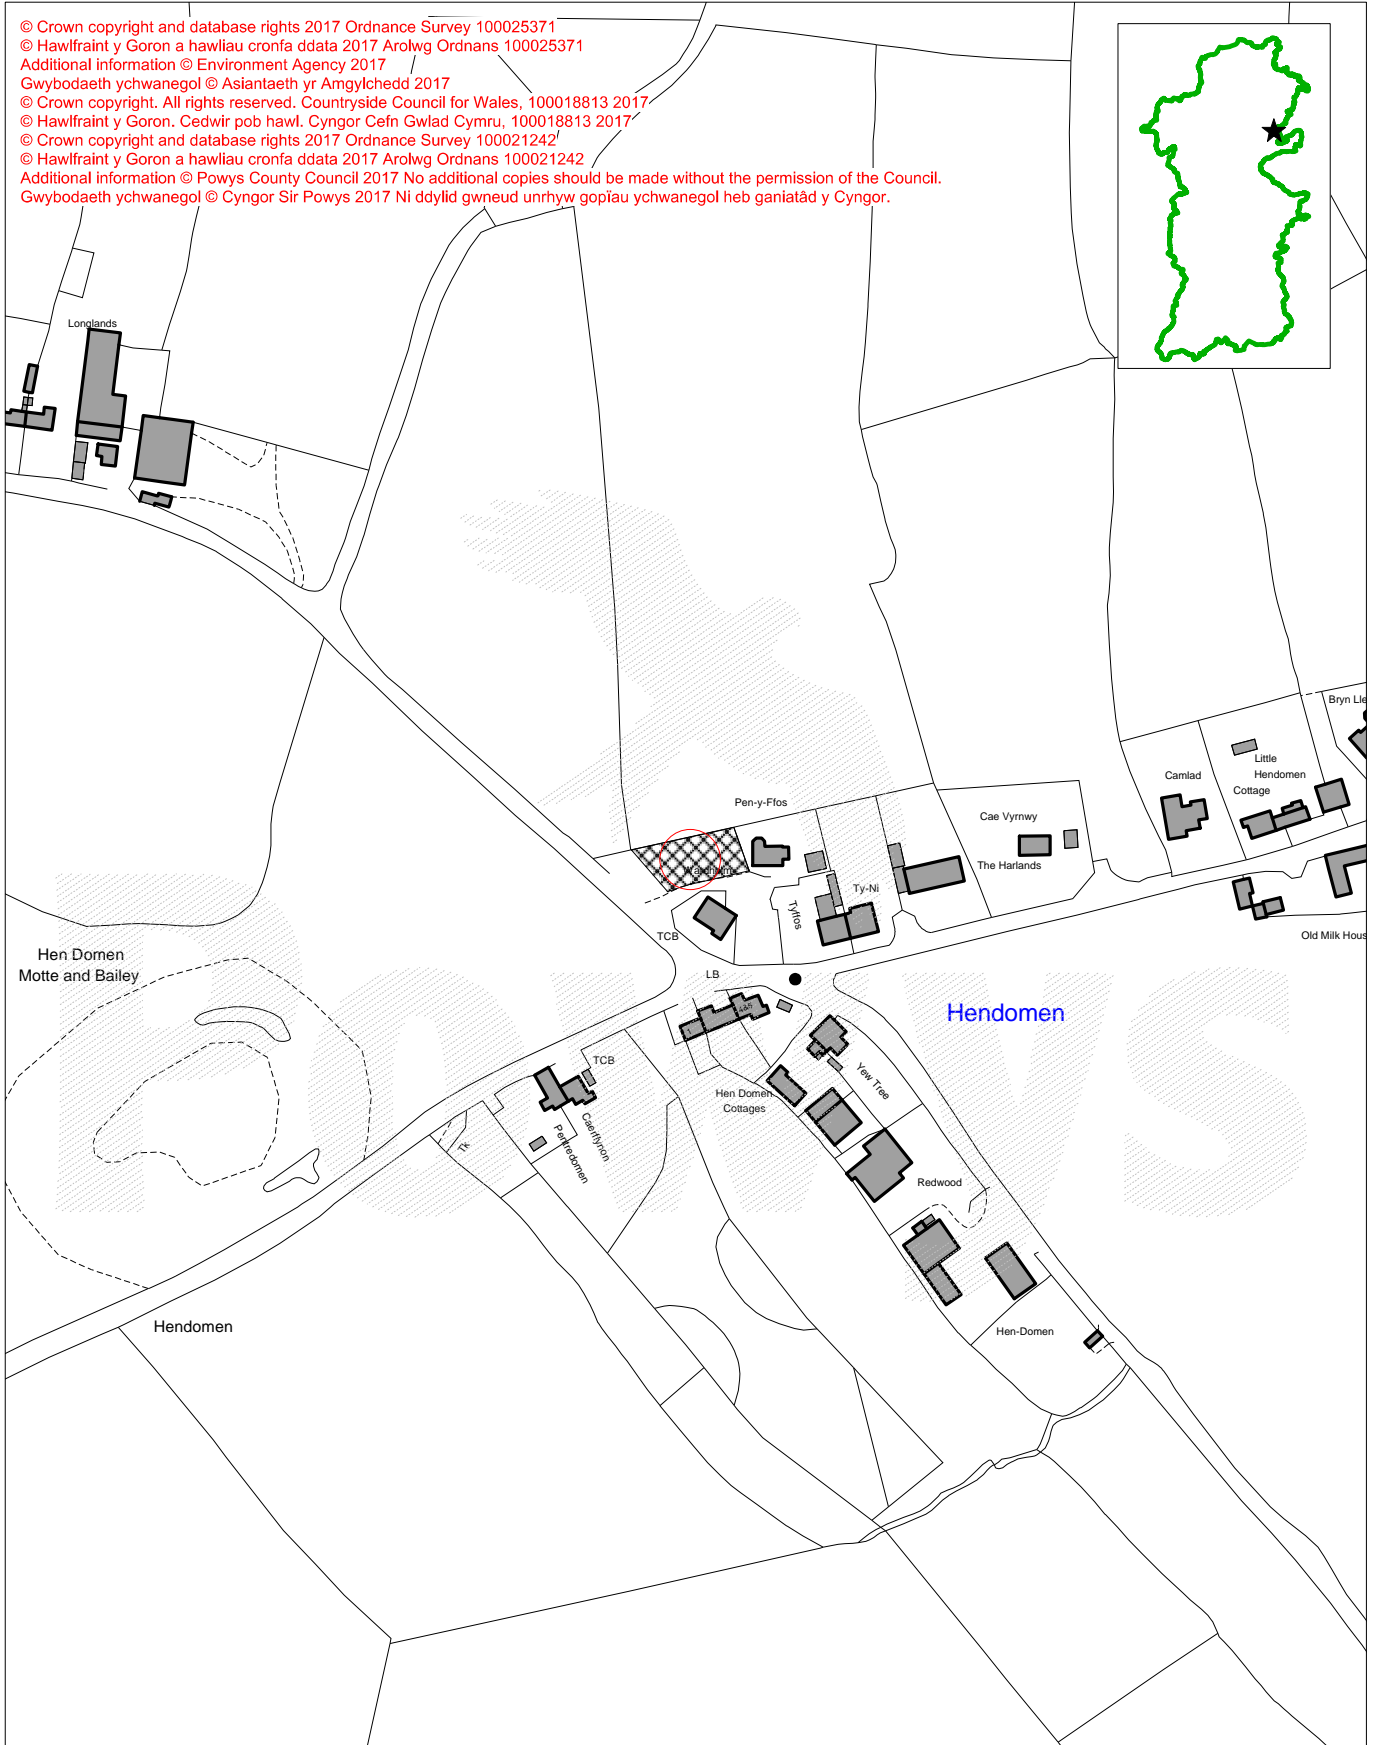 © Crown copyright and database rights 2017 Ordnance Survey 100025371
© Hawlfraint y Goron a hawliau cronfa ddata 2017 Arolwg Ordnans 100025371
Additional information © Environment Agency 2017
Gwybodaeth ychwanegol © Asiantaeth yr Amgylchedd 2017
© Crown copyright. All rights reserved. Countryside Council for Wales, 100018813 2017
© Hawlfraint y Goron. Cedwir pob hawl. Cyngor Cefn Gwlad Cymru, 100018813 2017
© Crown copyright and database rights 2017 Ordnance Survey 100021242
© Hawlfraint y Goron a hawliau cronfa ddata 2017 Arolwg Ordnans 100021242
Additional information © Powys County Council 2017 No additional copies should be made without the permission of the Council.
Gwybodaeth ychwanegol © Cyngor Sir Powys 2017 Ni ddylid gwneud unrhyw gopïau ychwanegol heb ganiatâd y Cyngor.
Longlands
Bryn Lle
Camlad
Little
Hendomen
Cottage
Pen-y-Ffos
Cae Vyrnwy
The Harlands
Ty-Ni
Tyffos
TCB
Old Milk Hous
Hen Domen
Motte and Bailey
LB
Hendomen
1
4&5
TCB
Yew Tree
Hen Domen
Cottages
Caerffynon
Pentredomen
Tk
Redwood
Powys
Hendomen
Hen-Domen